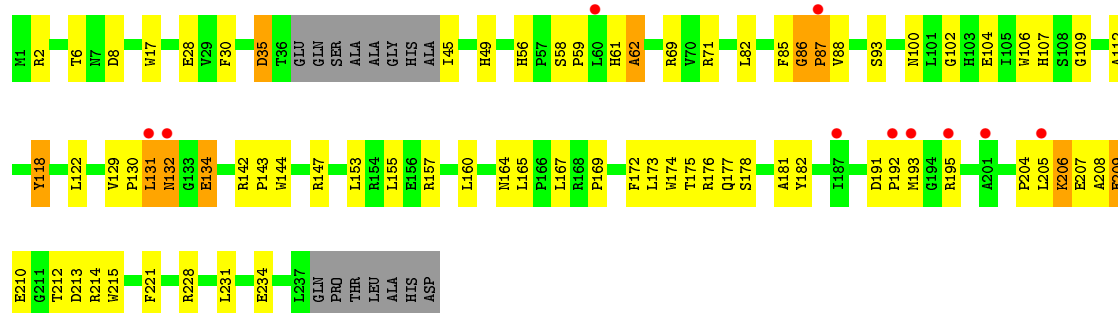 M1 R2 T6 N7 D8 W17 E28 V29 F30 D35 T36 GLU GLN SER ALA ALA GLY HIS ALA I45 H49 H56 P57 S58 P59 L60 H61 A62 R69 V70 R71 L82 F85 G86 P87 V88 S93 N100 L101 G102 H103 E104 I105 W106 H107 S108 G109 A112
Y118 L122 V129 P130 L131 N132 G133 E134 R142 P143 W144 R147 L153 R154 L155 E156 R157 L160 N164 L165 P166 L167 R168 P169 F172 L173 W174 T175 R176 Q177 S178 A181 Y182 I187 D191 P192 M193 G194 R195 A201 P204 L205 K206 E207 A208
E210 G211 T212 D213 R214 W215 F221 R228 L231 E234 L237 GLN PRO THR LEU ALA HIS ASP